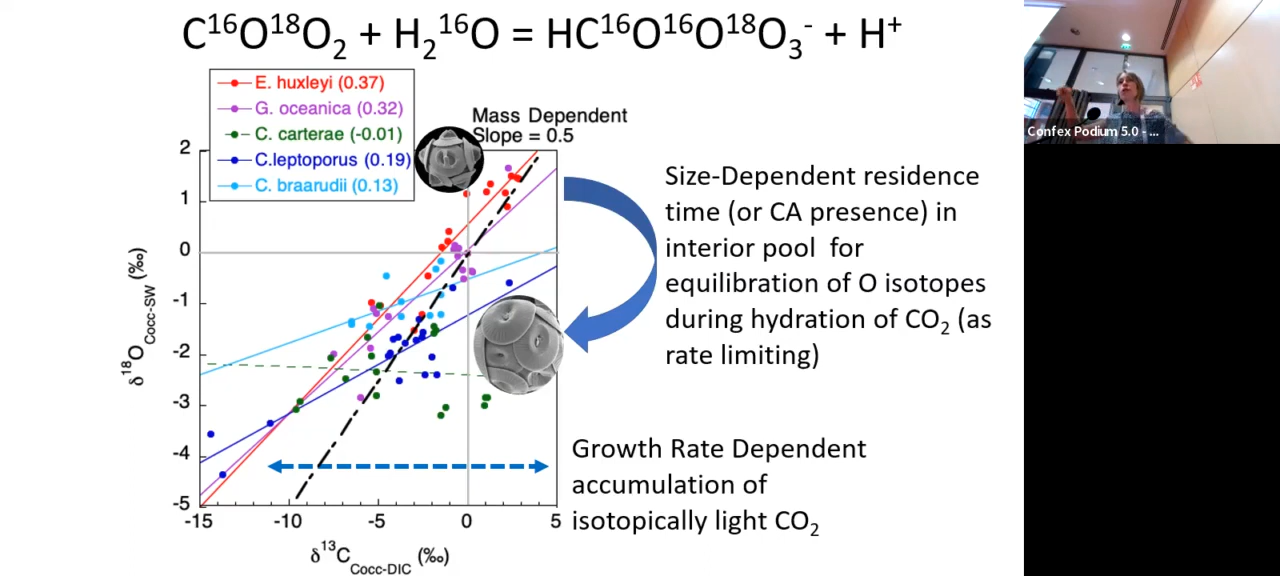 C¹⁶O¹⁸O₂ + H₂¹⁶O = HC¹⁶O¹⁶O¹⁸O₃⁻ + H⁺
E. huxleyi (0.37)
G. oceanica (0.32)
C. carterae (-0.01)
C.leptoporus (0.19)
C. braarudii (0.13)
Mass Dependent
Slope = 0.5
2
1
0
-1
-2
-3
-4
-5
δ¹⁸O Cocc-SW (‰)
-15
-10
-5
0
5
δ¹³C Cocc-DIC (‰)
Size-Dependent residence
time (or CA presence) in
interior pool for
equilibration of O isotopes
during hydration of CO₂ (as
rate limiting)
Growth Rate Dependent
accumulation of
isotopically light CO₂
Confex Podium 5.0 - ...